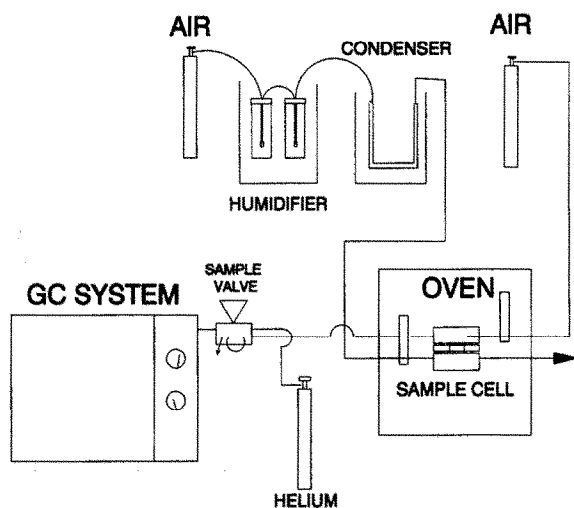 AIR
AIR
CONDENSER
HUMIDIFIER
SAMPLE
VALVE
GC SYSTEM
OVEN
SAMPLE CELL
HELIUM